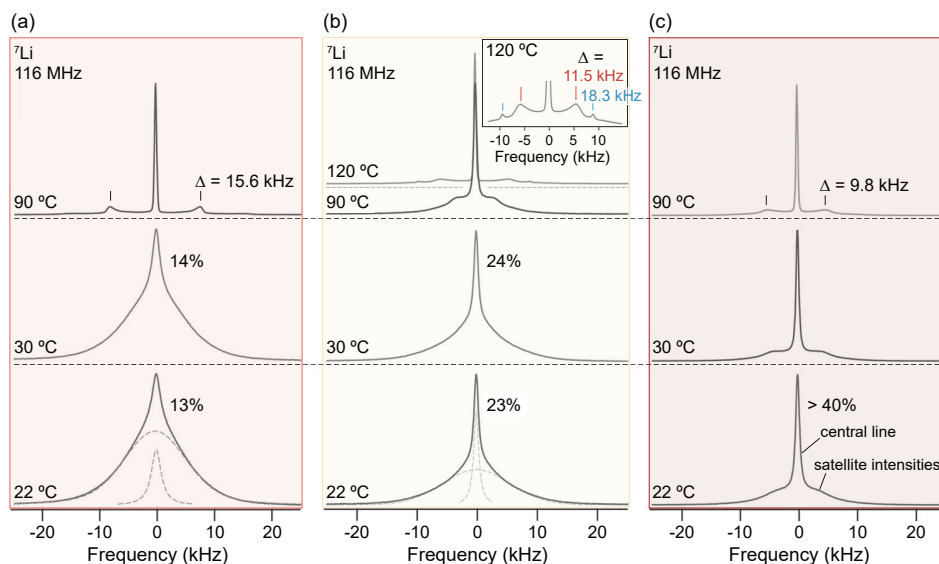 (a)
⁷Li
116 MHz
Δ = 15.6 kHz
90 ºC
14%
30 ºC
13%
22 ºC
-20 -10 0 10 20
Frequency (kHz)
(b)
⁷Li
116 MHz
120 ºC
Δ =
11.5 kHz
18.3 kHz
-10 -5 0 5 10
Frequency (kHz)
120 ºC
90 ºC
24%
30 ºC
23%
22 ºC
-20 -10 0 10 20
Frequency (kHz)
(c)
⁷Li
116 MHz
Δ = 9.8 kHz
90 ºC
30 ºC
> 40%
central line
satellite intensities
22 ºC
-20 -10 0 10 20
Frequency (kHz)